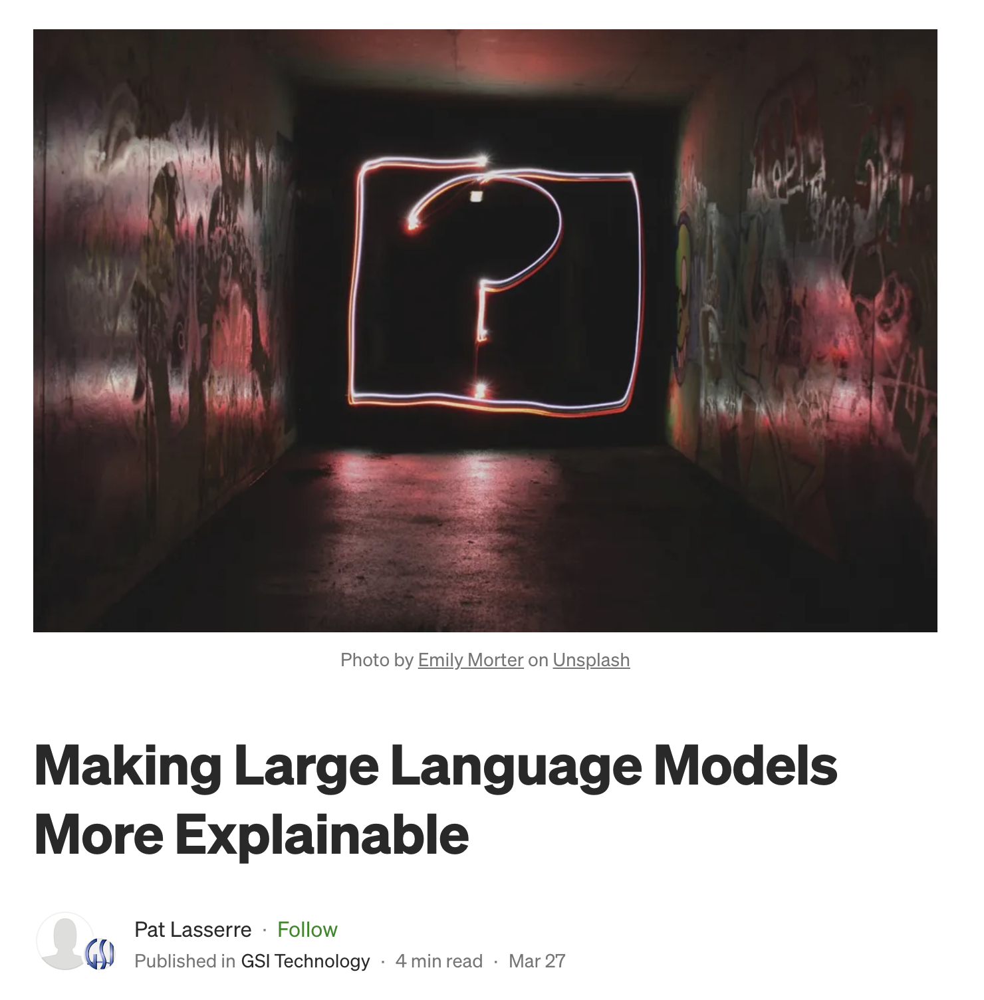 ?
Photo by Emily Morter on Unsplash
Making Large Language Models
More Explainable
Pat Lasserre · Follow
GSI
Published in GSI Technology · 4 min read · Mar 27